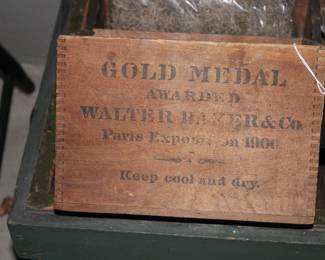 GOLD MEDAL
AWARDED
WALTER BAKER & Co.
Paris Exposition 1900
Keep cool and dry.